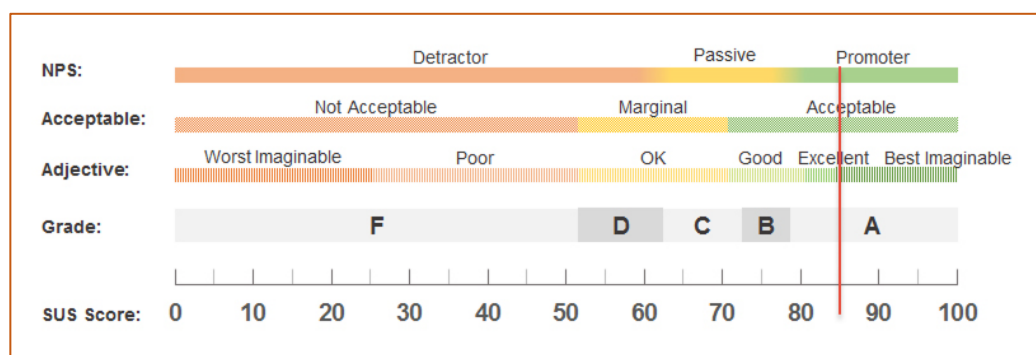 NPS: Detractor Passive Promoter
Acceptable: Not Acceptable Marginal Acceptable
Adjective: Worst Imaginable Poor OK Good Excellent Best Imaginable
Grade: F D C B A
SUS Score: 0 10 20 30 40 50 60 70 80 90 100